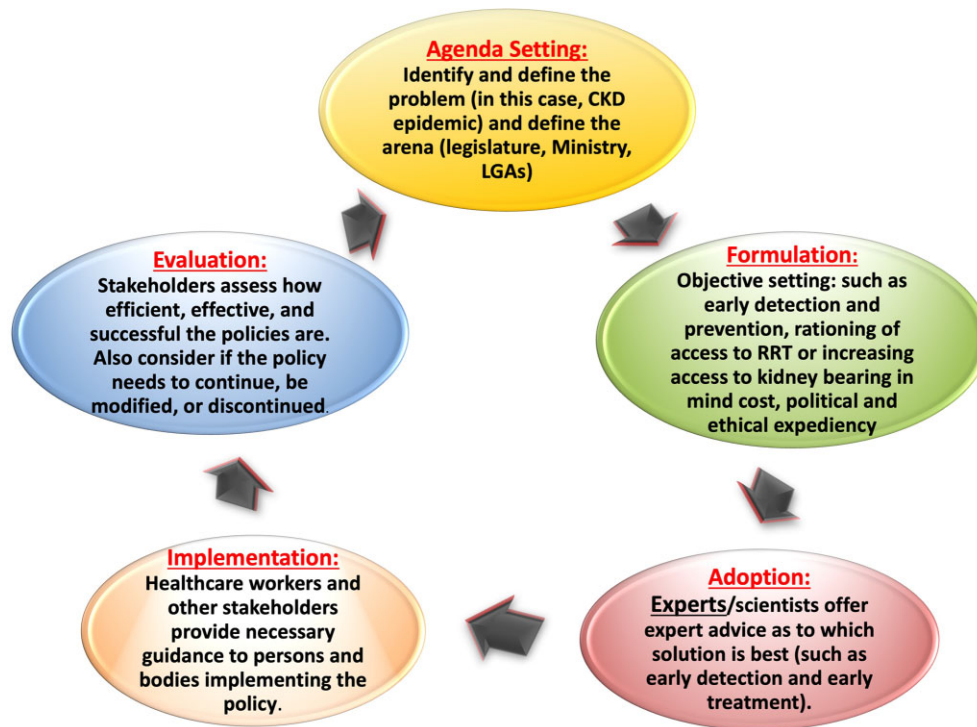 Agenda Setting:
Identify and define the
problem (in this case, CKD
epidemic) and define the
arena (legislature, Ministry,
LGAs)
Formulation:
Objective setting: such as
early detection and
prevention, rationing of
access to RRT or increasing
access to kidney bearing in
mind cost, political and
ethical expediency
Adoption:
Experts/scientists offer
expert advice as to which
solution is best (such as
early detection and early
treatment).
Implementation:
Healthcare workers and
other stakeholders
provide necessary
guidance to persons and
bodies implementing the
policy.
Evaluation:
Stakeholders assess how
efficient, effective, and
successful the policies are.
Also consider if the policy
needs to continue, be
modified, or discontinued.